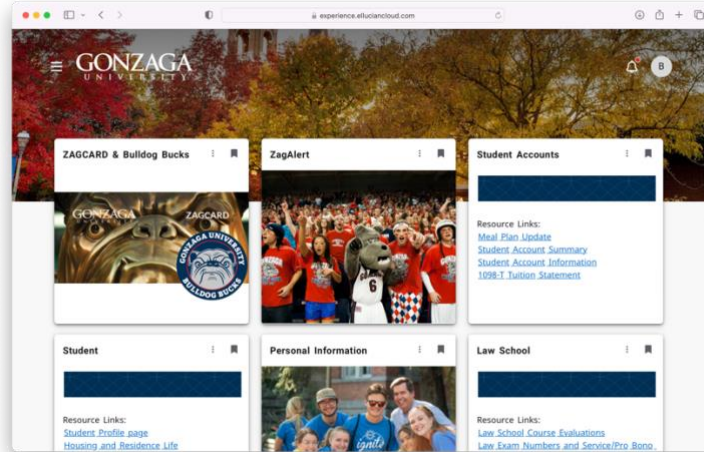 experience.elluciancloud.com
GONZAGA
UNIVERSITY
B
ZAGCARD & Bulldog Bucks
GONZAGA
ZAGCARD
GONZAGA UNIVERSITY
BULLDOG BUCKS
ZagAlert
GONZAGA
6
Student Accounts
Resource Links:
Meal Plan Update
Student Account Summary
Student Account Information
1098-T Tuition Statement
Student
Resource Links:
Student Profile page
Housing and Residence Life
Personal Information
ignite
Law School
Resource Links:
Law School Course Evaluations
Law Exam Numbers and Service/Pro Bono